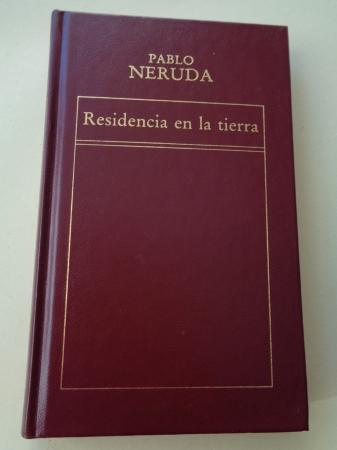 PABLO
NERUDA
Residencia en la tierra